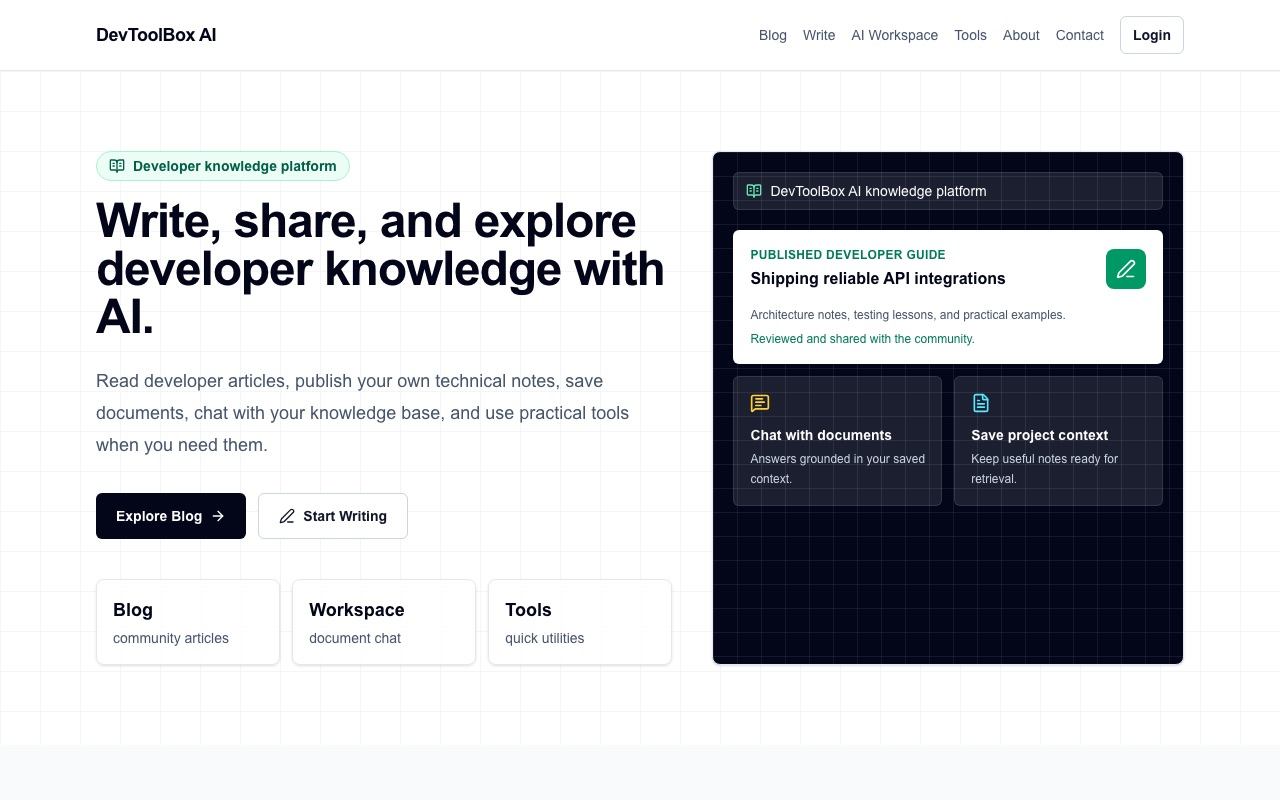 DevToolBox AI
Blog
Write
AI Workspace
Tools
About
Contact
Login
Developer knowledge platform
Write, share, and explore
developer knowledge with
AI.
Read developer articles, publish your own technical notes, save
documents, chat with your knowledge base, and use practical tools
when you need them.
Explore Blog
Start Writing
Blog
community articles
Workspace
document chat
Tools
quick utilities
DevToolBox AI knowledge platform
PUBLISHED DEVELOPER GUIDE
Shipping reliable API integrations
Architecture notes, testing lessons, and practical examples.
Reviewed and shared with the community.
Chat with documents
Answers grounded in your saved
context.
Save project context
Keep useful notes ready for
retrieval.